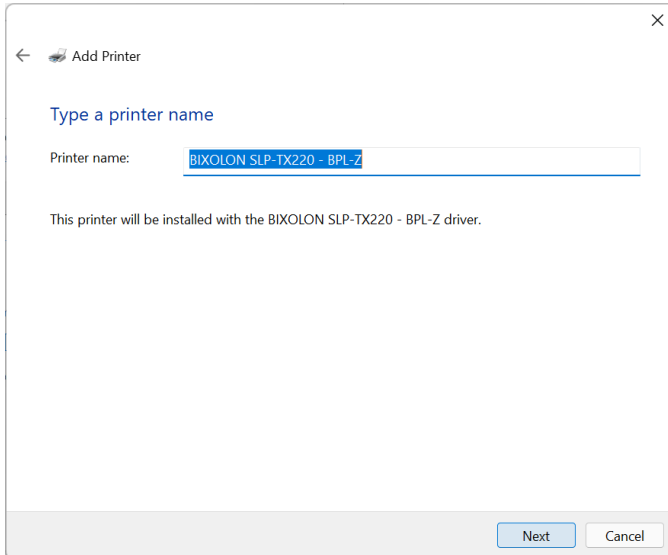 Add Printer
Type a printer name
Printer name: BIXOLON SLP-TX220 - BPL-Z
This printer will be installed with the BIXOLON SLP-TX220 - BPL-Z driver.
Next Cancel